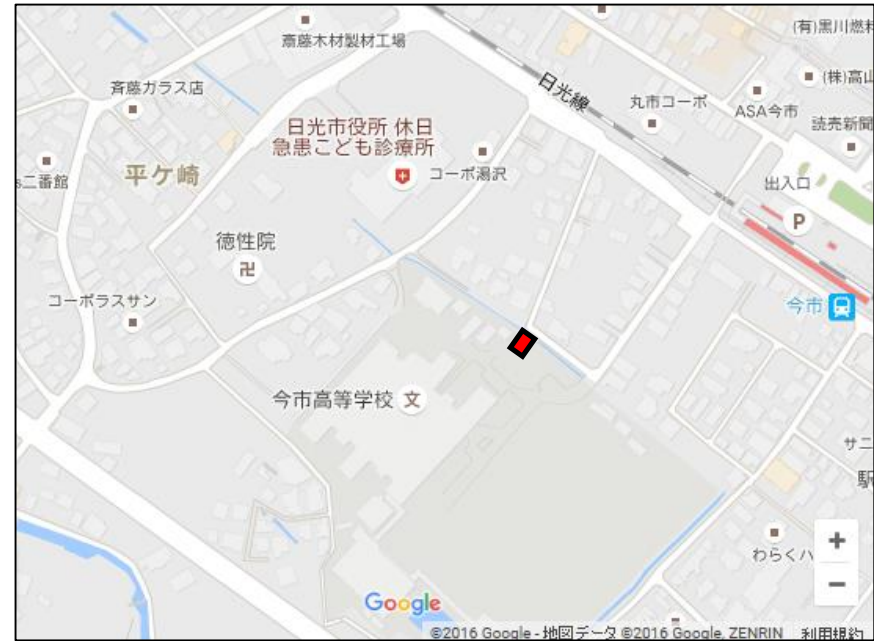 (有)黒川燃料
斎藤木材製材工場
斉藤ガラス店
日光線
丸市コーポ
(株)高山
ASA今市
読売新聞
日光市役所 休日
急患こども診療所
コーポ湯沢
二番館
平ケ崎
出入口
P
徳性院
卍
コーポラスサン
今市
今市高等学校
文
サニ
駅
わらくハ
+
−
Google
©2016 Google - 地図データ ©2016 Google, ZENRIN 利用規約